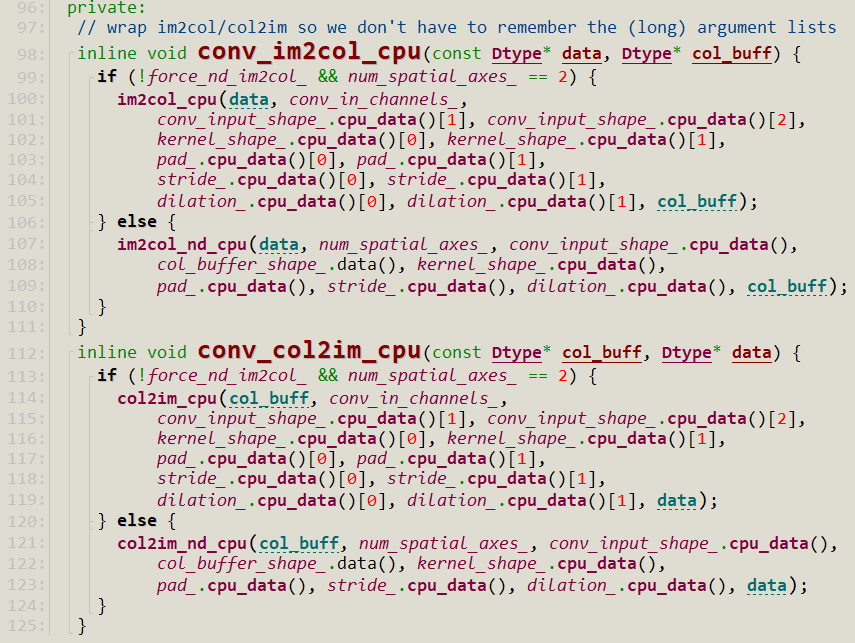 96: private:
97: // wrap im2col/col2im so we don't have to remember the (long) argument lists
98: inline void conv_im2col_cpu(const Dtype* data, Dtype* col_buff) {
99: if (!force_nd_im2col_ && num_spatial_axes_ == 2) {
100: im2col_cpu(data, conv_in_channels_,
101: conv_input_shape_.cpu_data()[1], conv_input_shape_.cpu_data()[2],
102: kernel_shape_.cpu_data()[0], kernel_shape_.cpu_data()[1],
103: pad_.cpu_data()[0], pad_.cpu_data()[1],
104: stride_.cpu_data()[0], stride_.cpu_data()[1],
105: dilation_.cpu_data()[0], dilation_.cpu_data()[1], col_buff);
106: } else {
107: im2col_nd_cpu(data, num_spatial_axes_, conv_input_shape_.cpu_data(),
108: col_buffer_shape_.data(), kernel_shape_.cpu_data(),
109: pad_.cpu_data(), stride_.cpu_data(), dilation_.cpu_data(), col_buff);
110: }
111: }
112: inline void conv_col2im_cpu(const Dtype* col_buff, Dtype* data) {
113: if (!force_nd_im2col_ && num_spatial_axes_ == 2) {
114: col2im_cpu(col_buff, conv_in_channels_,
115: conv_input_shape_.cpu_data()[1], conv_input_shape_.cpu_data()[2],
116: kernel_shape_.cpu_data()[0], kernel_shape_.cpu_data()[1],
117: pad_.cpu_data()[0], pad_.cpu_data()[1],
118: stride_.cpu_data()[0], stride_.cpu_data()[1],
119: dilation_.cpu_data()[0], dilation_.cpu_data()[1], data);
120: } else {
121: col2im_nd_cpu(col_buff, num_spatial_axes_, conv_input_shape_.cpu_data(),
122: col_buffer_shape_.data(), kernel_shape_.cpu_data(),
123: pad_.cpu_data(), stride_.cpu_data(), dilation_.cpu_data(), data);
124: }
125: }